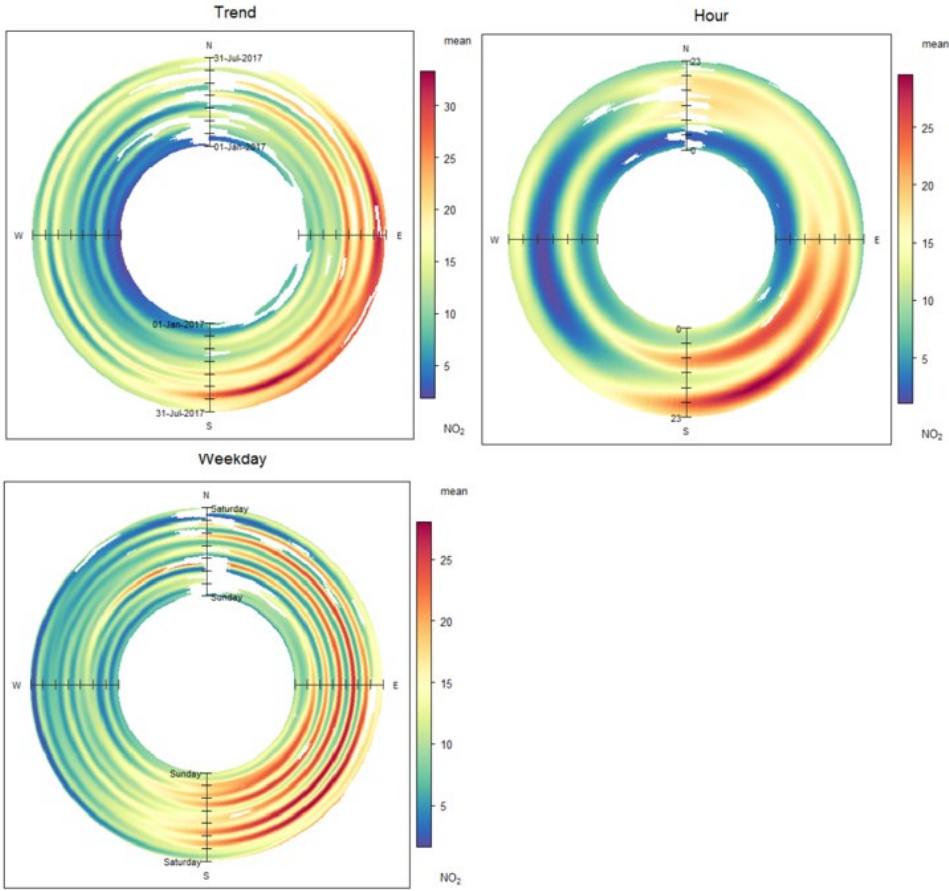 Trend
mean
N
31-Jul-2017
01-Jan-2017
W
E
01-Jan-2017
31-Jul-2017
S
30
25
20
15
10
5
NO₂
Hour
mean
N
23
0
W
E
0
23
S
25
20
15
10
5
NO₂
Weekday
mean
N
Saturday
Sunday
W
E
Sunday
Saturday
S
25
20
15
10
5
NO₂